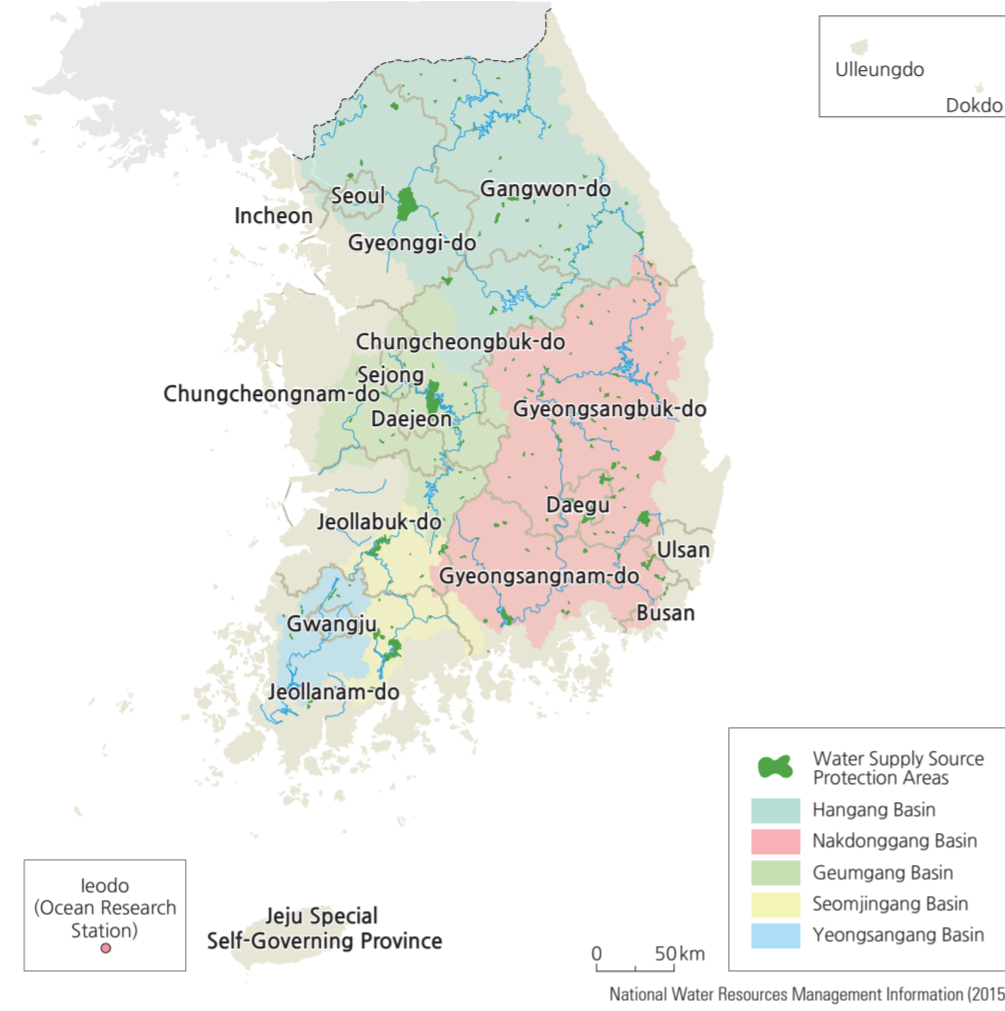 Ulleungdo
Dokdo
Seoul
Gangwon-do
Incheon
Gyeonggi-do
Chungcheongbuk-do
Sejong
Chungcheongnam-do
Gyeongsangbuk-do
Daejeon
Daegu
Jeollabuk-do
Ulsan
Gyeongsangnam-do
Busan
Gwangju
Jeollanam-do
Water Supply Source
Protection Areas
Hangang Basin
Nakdonggang Basin
Geumgang Basin
Seomjingang Basin
Yeongsangang Basin
Ieodo
(Ocean Research
Station)
Jeju Special
Self-Governing Province
0 50 km
National Water Resources Management Information (2015